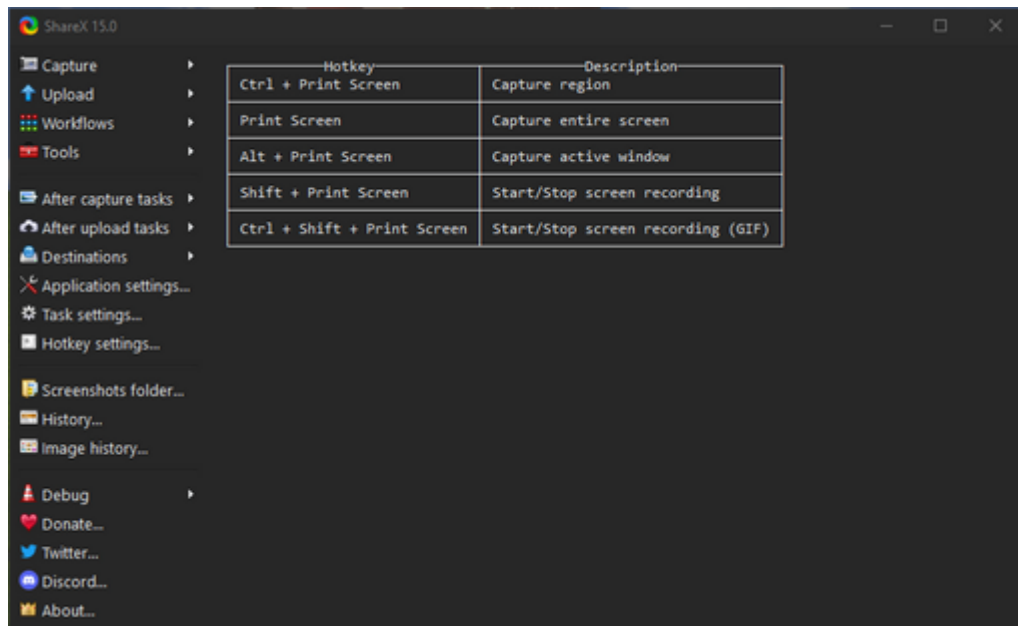 ShareX 15.0
Capture
Upload
Workflows
Tools
After capture tasks
After upload tasks
Destinations
Application settings...
Task settings...
Hotkey settings...
Screenshots folder...
History...
Image history...
Debug
Donate...
Twitter...
Discord...
About...
Hotkey Description
Ctrl + Print Screen Capture region
Print Screen Capture entire screen
Alt + Print Screen Capture active window
Shift + Print Screen Start/Stop screen recording
Ctrl + Shift + Print Screen Start/Stop screen recording (GIF)